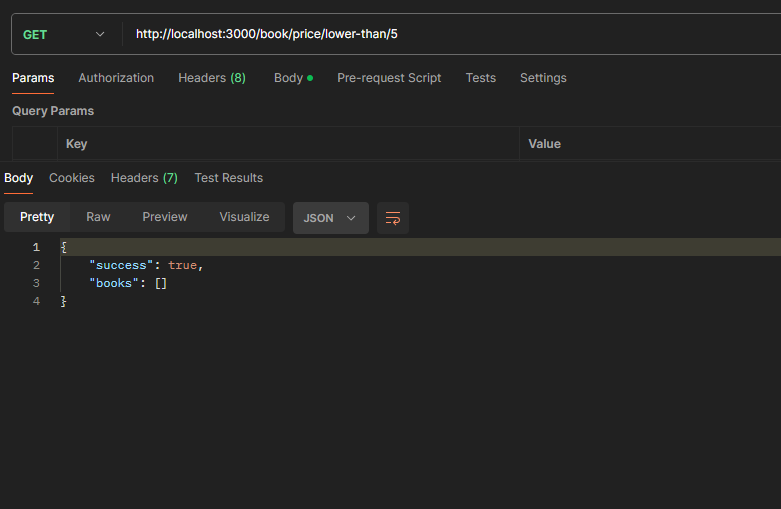 GET http://localhost:3000/book/price/lower-than/5
Params Authorization Headers (8) Body Pre-request Script Tests Settings
Query Params
Key Value
Body Cookies Headers (7) Test Results
Pretty Raw Preview Visualize JSON
1 {
2 "success": true,
3 "books": []
4 }